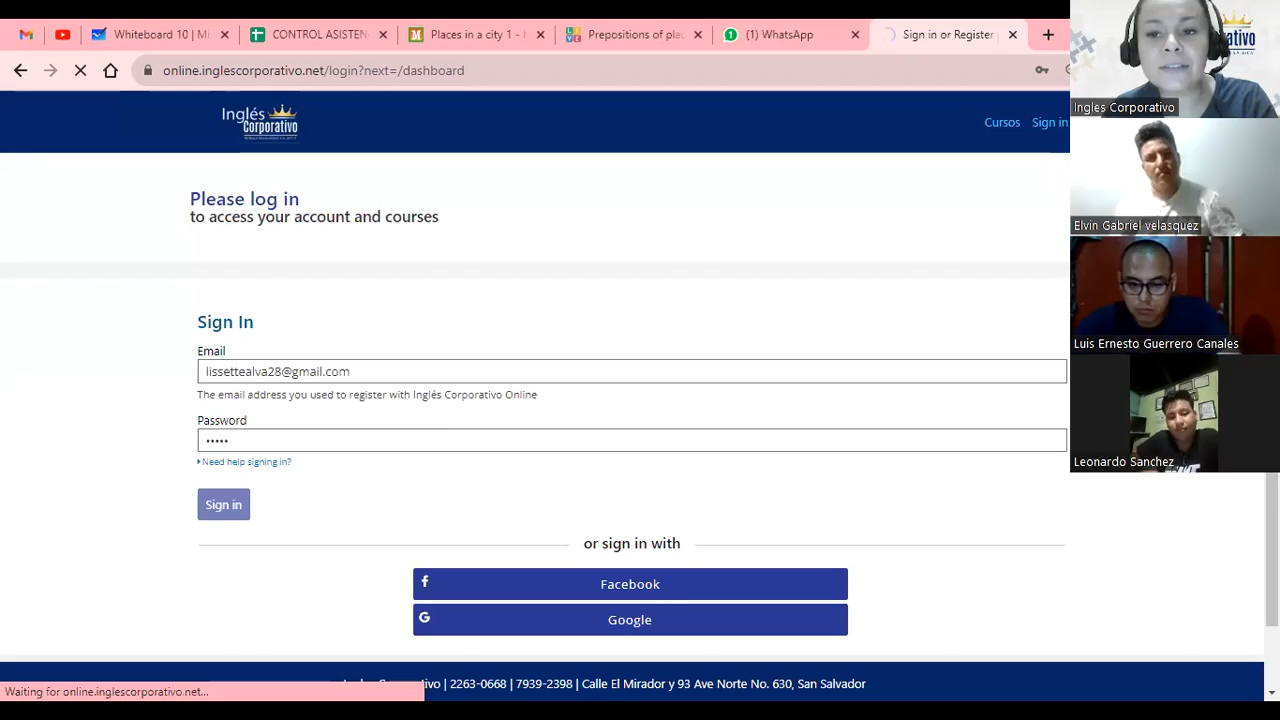 Whiteboard 10 | Mi
CONTROL ASISTEN
Places in a city 1 -
Prepositions of plac
(1) WhatsApp
Sign in or Register
online.inglescorporativo.net/login?next=/dashboard
Inglés
Corporativo
Cursos
Sign in
Please log in
to access your account and courses
Sign In
Email
lissettealva28@gmail.com
The email address you used to register with Inglés Corporativo Online
Password
•••••
Need help signing in?
Sign in
or sign in with
Facebook
Google
| 2263-0668 | 7939-2398 | Calle El Mirador y 93 Ave Norte No. 630, San Salvador
Waiting for online.inglescorporativo.net...
Ingles Corporativo
Elvin Gabriel velasquez
Luis Ernesto Guerrero Canales
Leonardo Sanchez